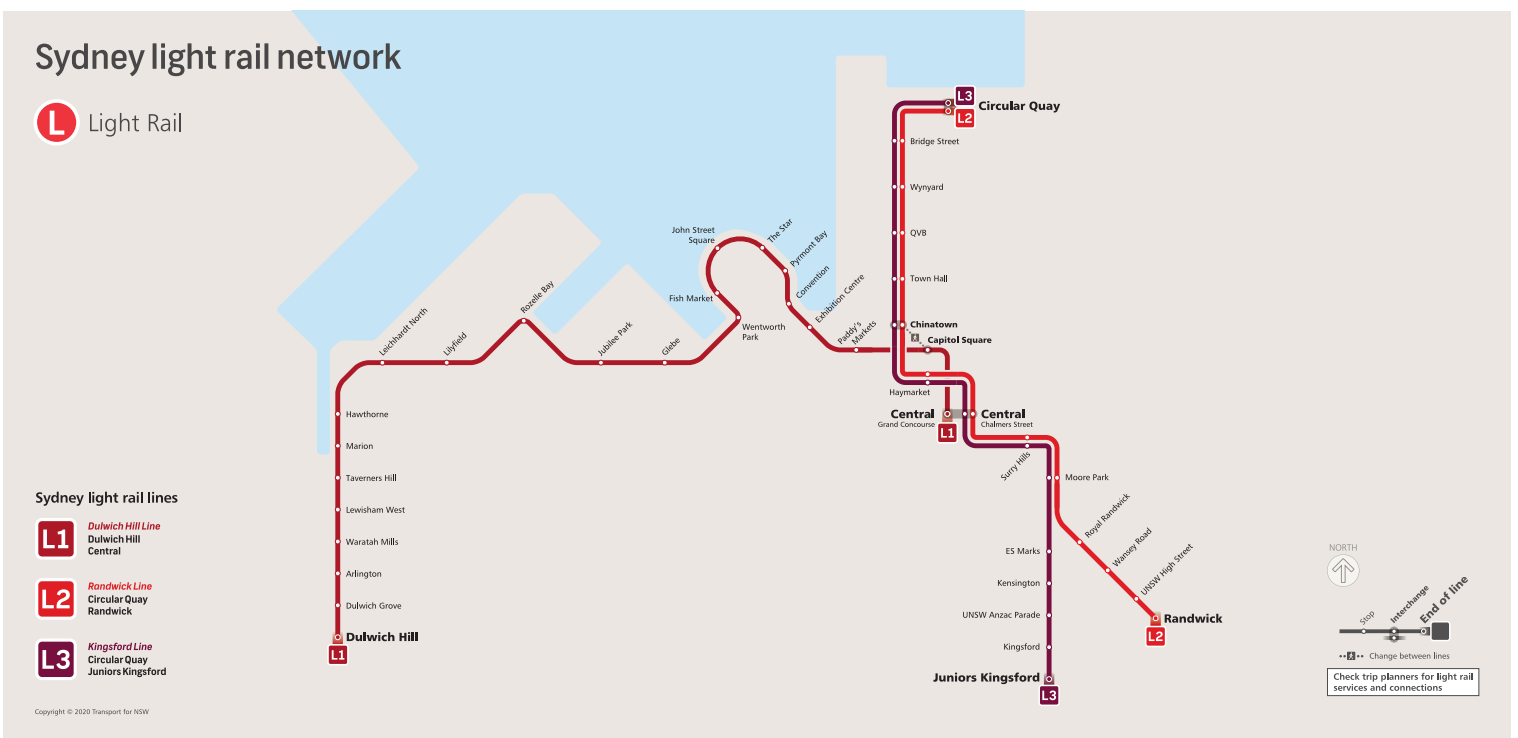 Sydney light rail network
L
Light Rail
L3
L2
Circular Quay
Bridge Street
Wynyard
QVB
Town Hall
Chinatown
Capitol Square
Haymarket
Central
Grand Concourse
L1
Central
Chalmers Street
Surry Hills
Moore Park
Royal Randwick
Wansey Road
UNSW High Street
Randwick
L2
ES Marks
Kensington
UNSW Anzac Parade
Kingsford
Juniors Kingsford
L3
Paddy's
Markets
Exhibition Centre
Convention
Pyrmont Bay
The Star
John Street
Square
Fish Market
Wentworth
Park
Glebe
Jubilee Park
Rozelle Bay
Lilyfield
Leichhardt North
Hawthorne
Marion
Taverners Hill
Lewisham West
Waratah Mills
Arlington
Dulwich Grove
Dulwich Hill
L1
Sydney light rail lines
L1
Dulwich Hill Line
Dulwich Hill
Central
L2
Randwick Line
Circular Quay
Randwick
L3
Kingsford Line
Circular Quay
Juniors Kingsford
Copyright © 2020 Transport for NSW
NORTH
Stop
Interchange
End of line
Change between lines
Check trip planners for light rail
services and connections